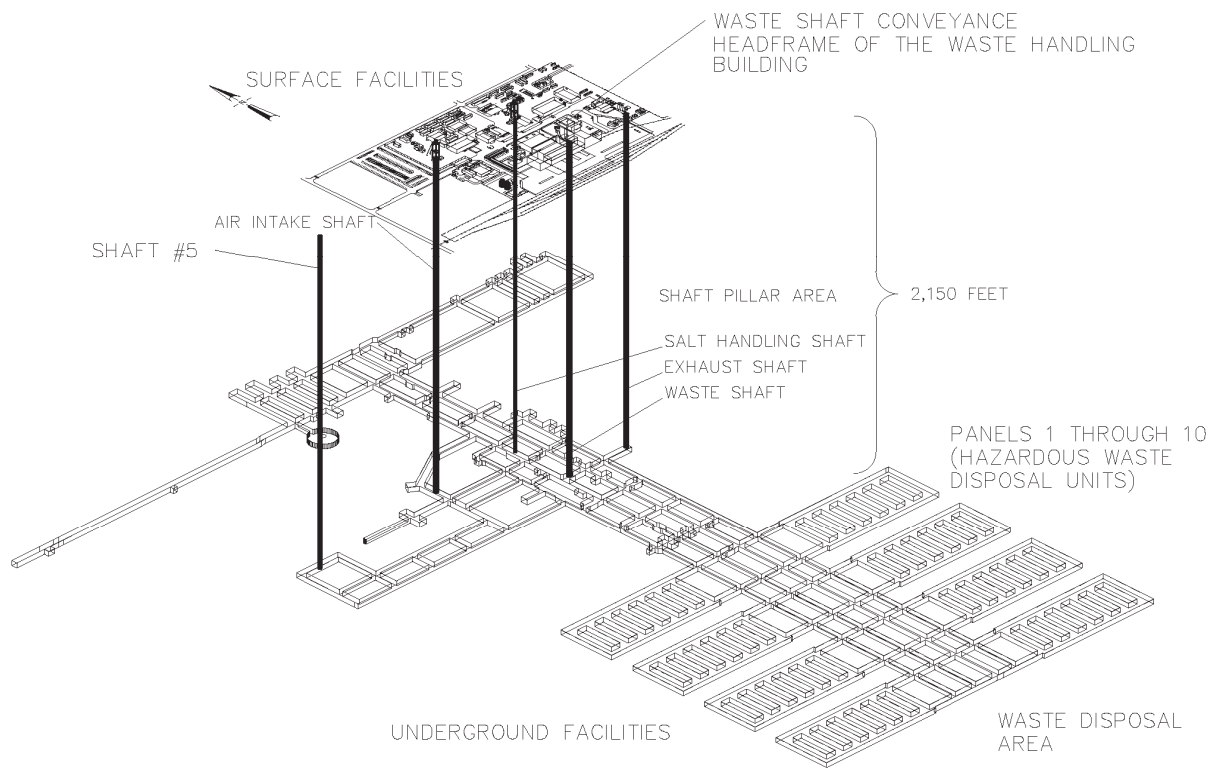 WASTE SHAFT CONVEYANCE
HEADFRAME OF THE WASTE HANDLING
BUILDING
SURFACE FACILITIES
AIR INTAKE SHAFT
SHAFT #5
SHAFT PILLAR AREA
2,150 FEET
SALT HANDLING SHAFT
EXHAUST SHAFT
WASTE SHAFT
PANELS 1 THROUGH 10
(HAZARDOUS WASTE
DISPOSAL UNITS)
UNDERGROUND FACILITIES
WASTE DISPOSAL
AREA